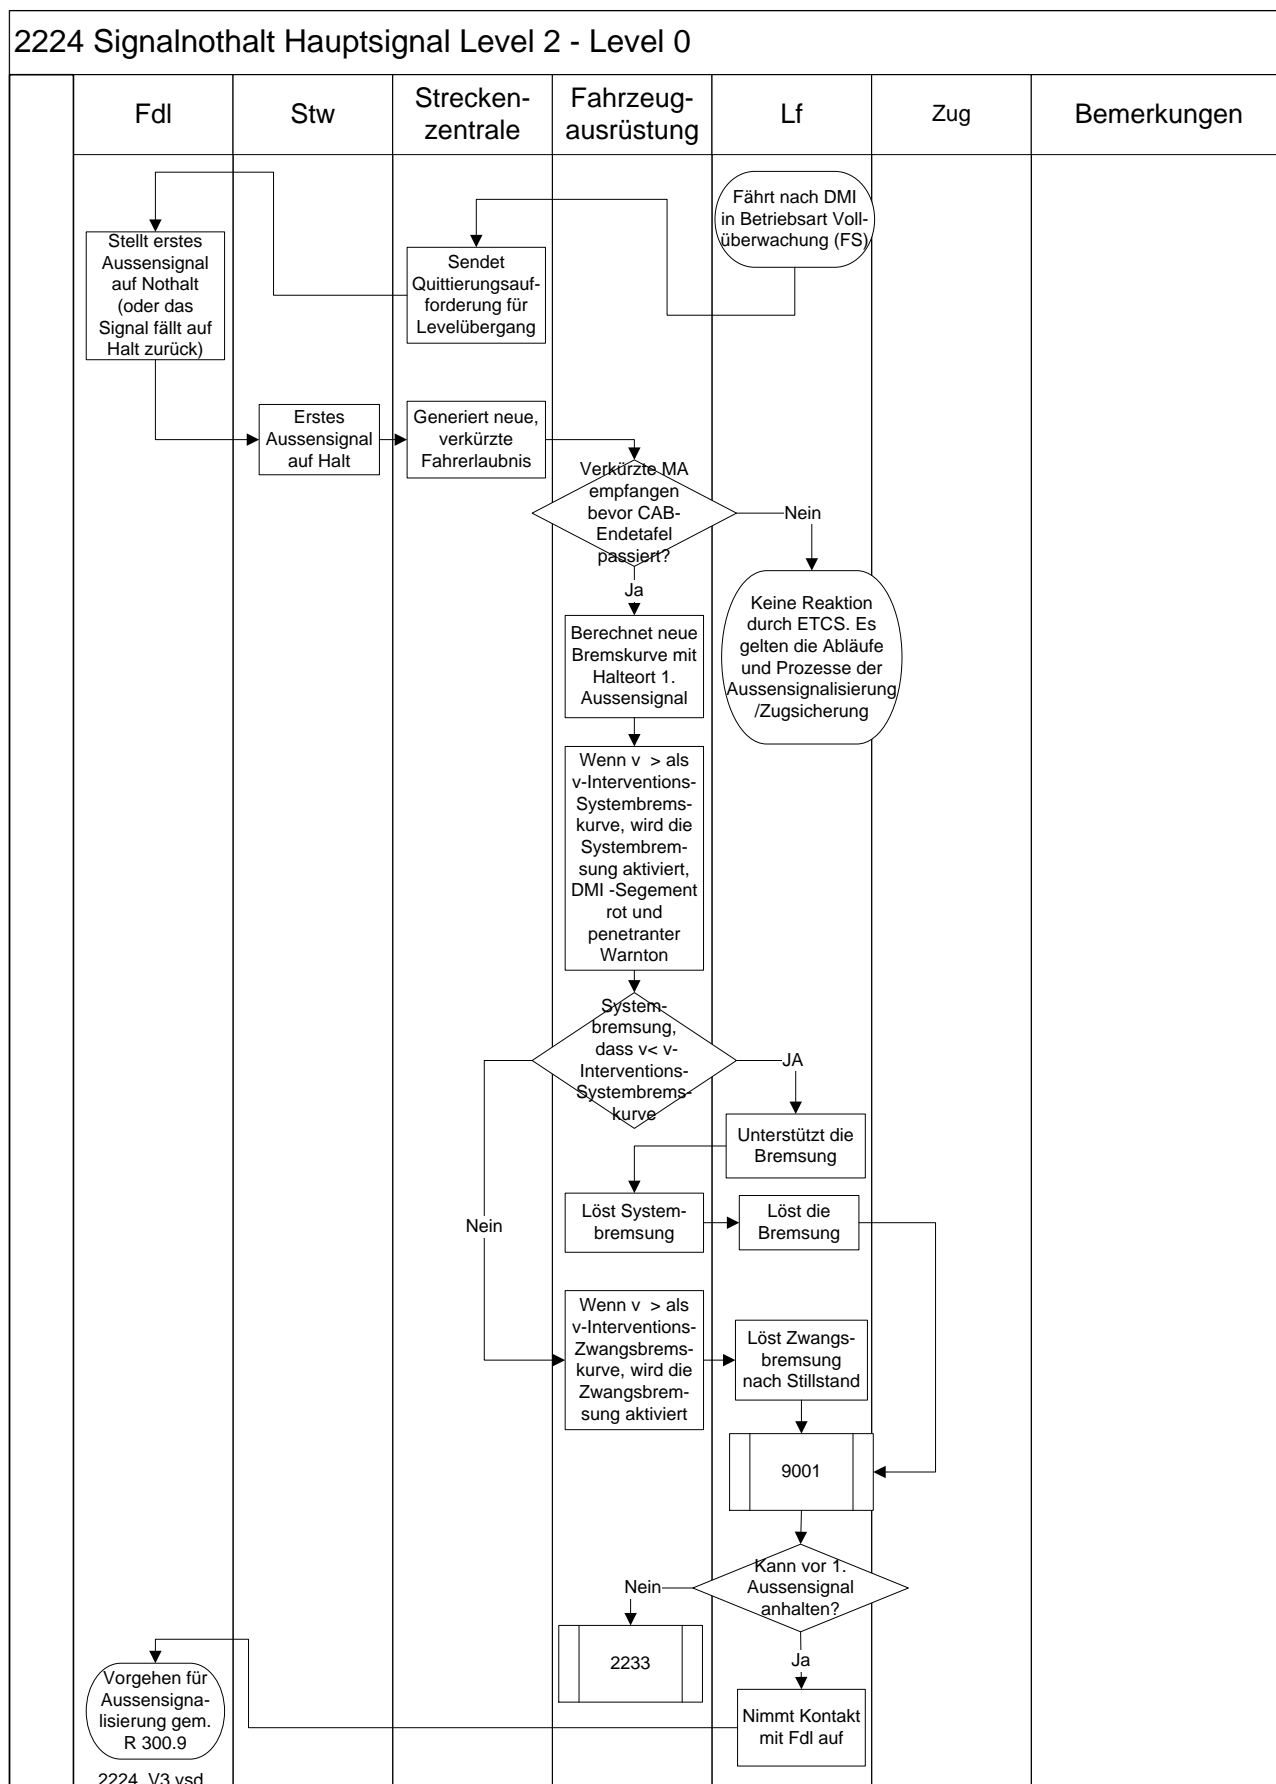 2224 Signalnothalt Hauptsignal Level 2 - Level 0
Fdl
Stw
Strecken-
zentrale
Fahrzeug-
ausrüstung
Lf
Zug
Bemerkungen
Fährt nach DMI
in Betriebsart Voll-
überwachung (FS)
Sendet
Quittierungsauf-
forderung für
Levelübergang
Stellt erstes
Aussensignal
auf Nothalt
(oder das
Signal fällt auf
Halt zurück)
Erstes
Aussensignal
auf Halt
Generiert neue,
verkürzte
Fahrerlaubnis
Verkürzte MA
empfangen
bevor CAB-
Endetafel
passiert?
Nein
Ja
Keine Reaktion
durch ETCS. Es
gelten die Abläufe
und Prozesse der
Aussensignalisierung
/Zugsicherung
Berechnet neue
Bremskurve mit
Halteort 1.
Aussensignal
Wenn v > als
v-Interventions-
Systembrems-
kurve, wird die
Systembrem-
sung aktiviert,
DMI -Segement
rot und
penetranter
Warnton
System-
bremsung,
dass v< v-
Interventions-
Systembrems-
kurve
JA
Unterstützt die
Bremsung
Löst System-
bremsung
Löst die
Bremsung
Nein
Wenn v > als
v-Interventions-
Zwangsbrems-
kurve, wird die
Zwangsbrem-
sung aktiviert
Löst Zwangs-
bremsung
nach Stillstand
9001
Kann vor 1.
Aussensignal
anhalten?
Nein
2233
Ja
Nimmt Kontakt
mit Fdl auf
Vorgehen für
Aussensigna-
lisierung gem.
R 300.9
2224_V3.vsd